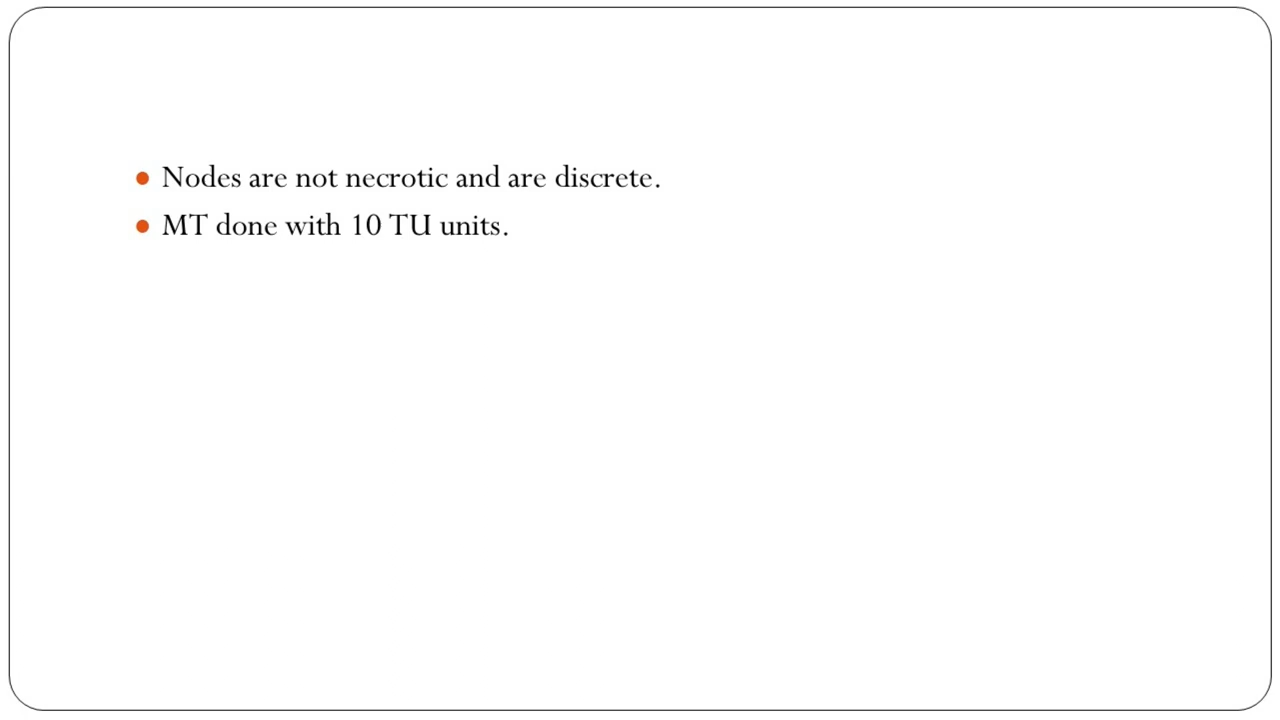 Nodes are not necrotic and are discrete.
MT done with 10 TU units.